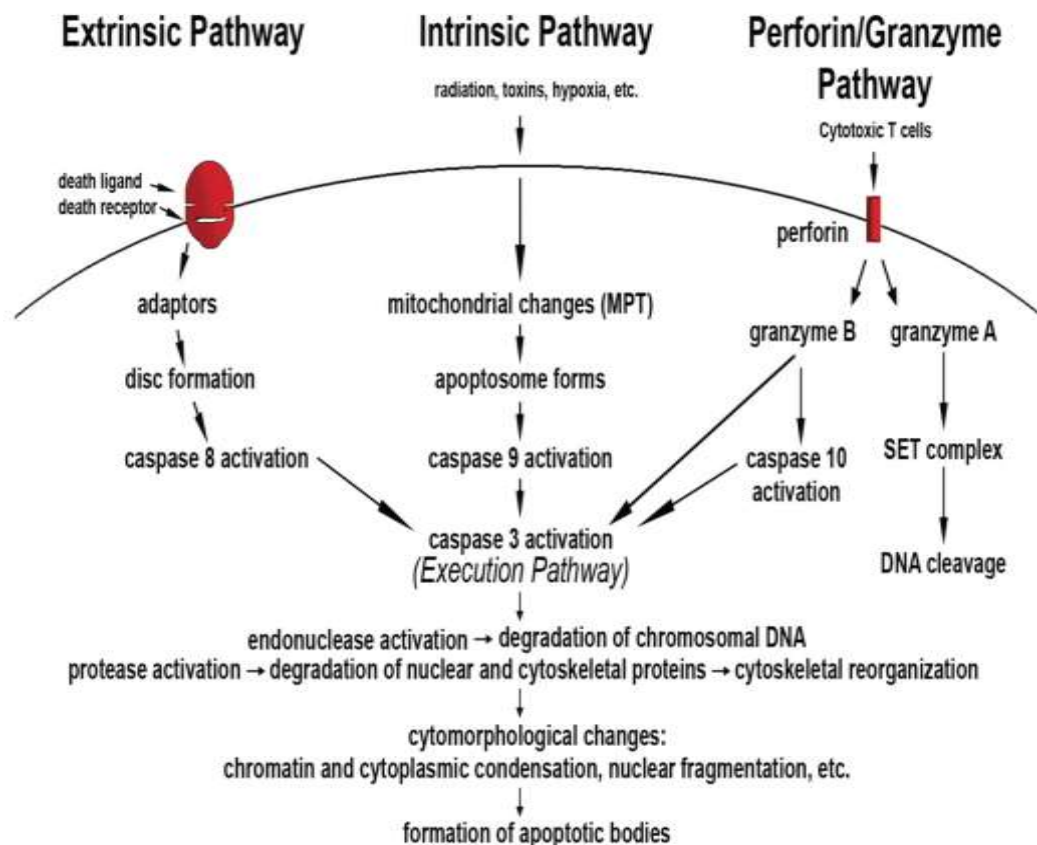 Extrinsic Pathway
Intrinsic Pathway
Perforin/Granzyme
Pathway
radiation, toxins, hypoxia, etc.
Cytotoxic T cells
death ligand
death receptor
perforin
adaptors
mitochondrial changes (MPT)
granzyme B
granzyme A
disc formation
apoptosome forms
caspase 8 activation
caspase 9 activation
caspase 10
activation
SET complex
caspase 3 activation
(Execution Pathway)
DNA cleavage
endonuclease activation → degradation of chromosomal DNA
protease activation → degradation of nuclear and cytoskeletal proteins → cytoskeletal reorganization
cytomorphological changes:
chromatin and cytoplasmic condensation, nuclear fragmentation, etc.
formation of apoptotic bodies